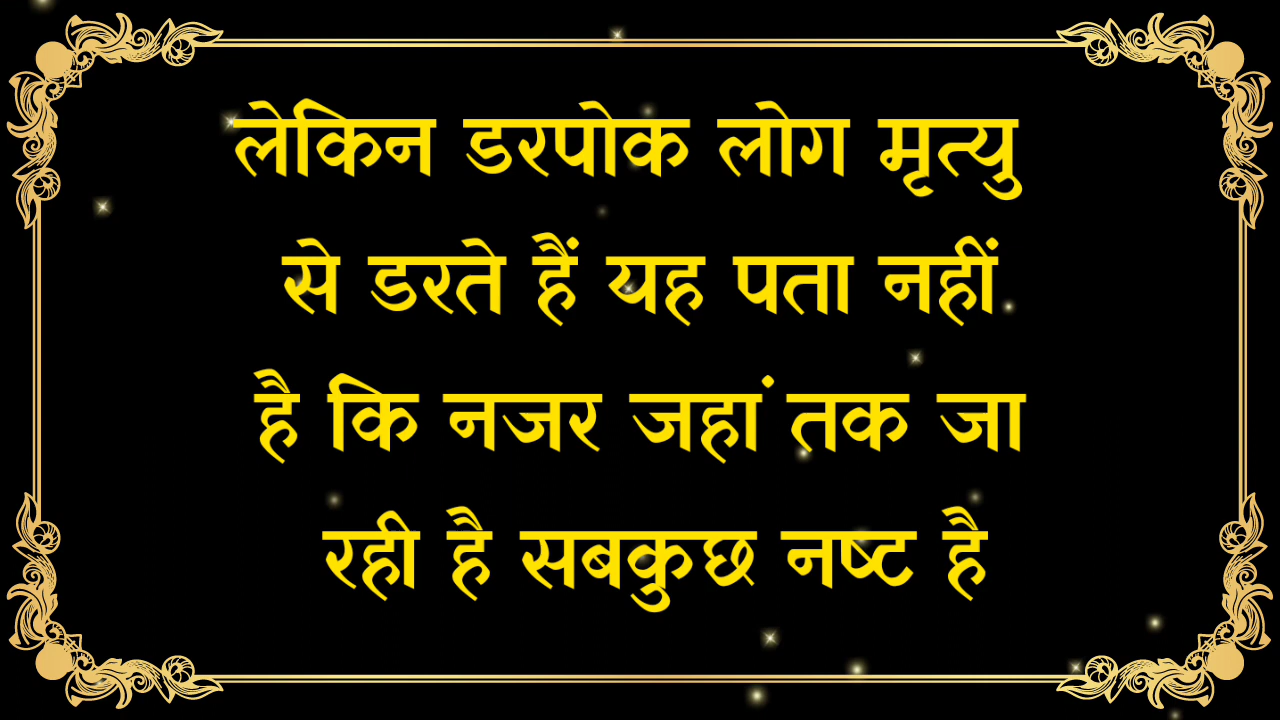 लेकिन डरपोक लोग मृत्यु
से डरते हैं यह पता नहीं
है कि नजर जहां तक जा
रही है सबकुछ नष्ट है